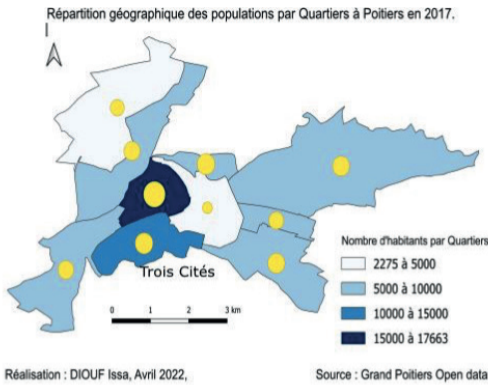 Répartition géographique des populations par Quartiers à Poitiers en 2017.
Trois Cités
Nombre d'habitants par Quartiers
2275 à 5000
5000 à 10000
10000 à 15000
15000 à 17663
0 1 2 3 km
Réalisation : DIOUF Issa, Avril 2022,
Source : Grand Poitiers Open data